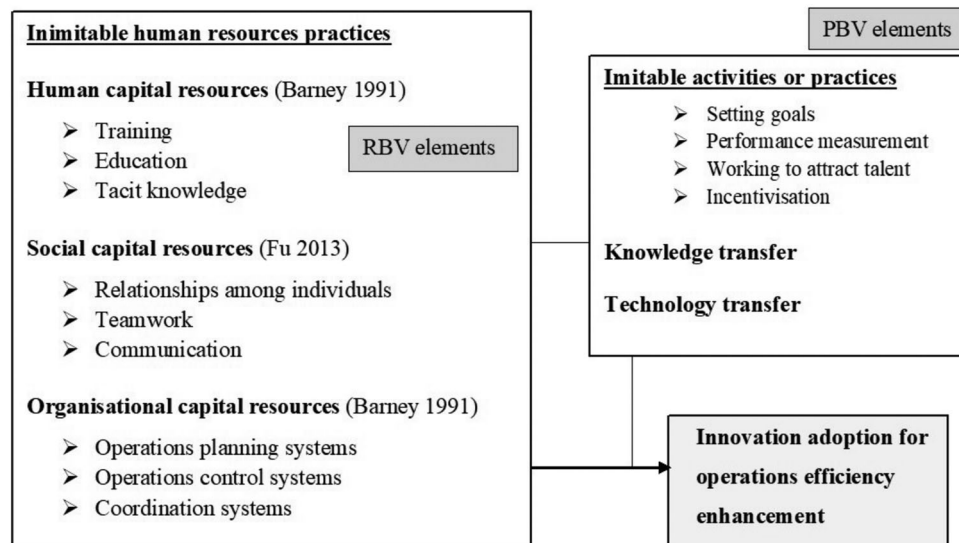 Inimitable human resources practices
Human capital resources (Barney 1991)
Training
Education
Tacit knowledge
RBV elements
Social capital resources (Fu 2013)
Relationships among individuals
Teamwork
Communication
Organisational capital resources (Barney 1991)
Operations planning systems
Operations control systems
Coordination systems
PBV elements
Imitable activities or practices
Setting goals
Performance measurement
Working to attract talent
Incentivisation
Knowledge transfer
Technology transfer
Innovation adoption for
operations efficiency
enhancement